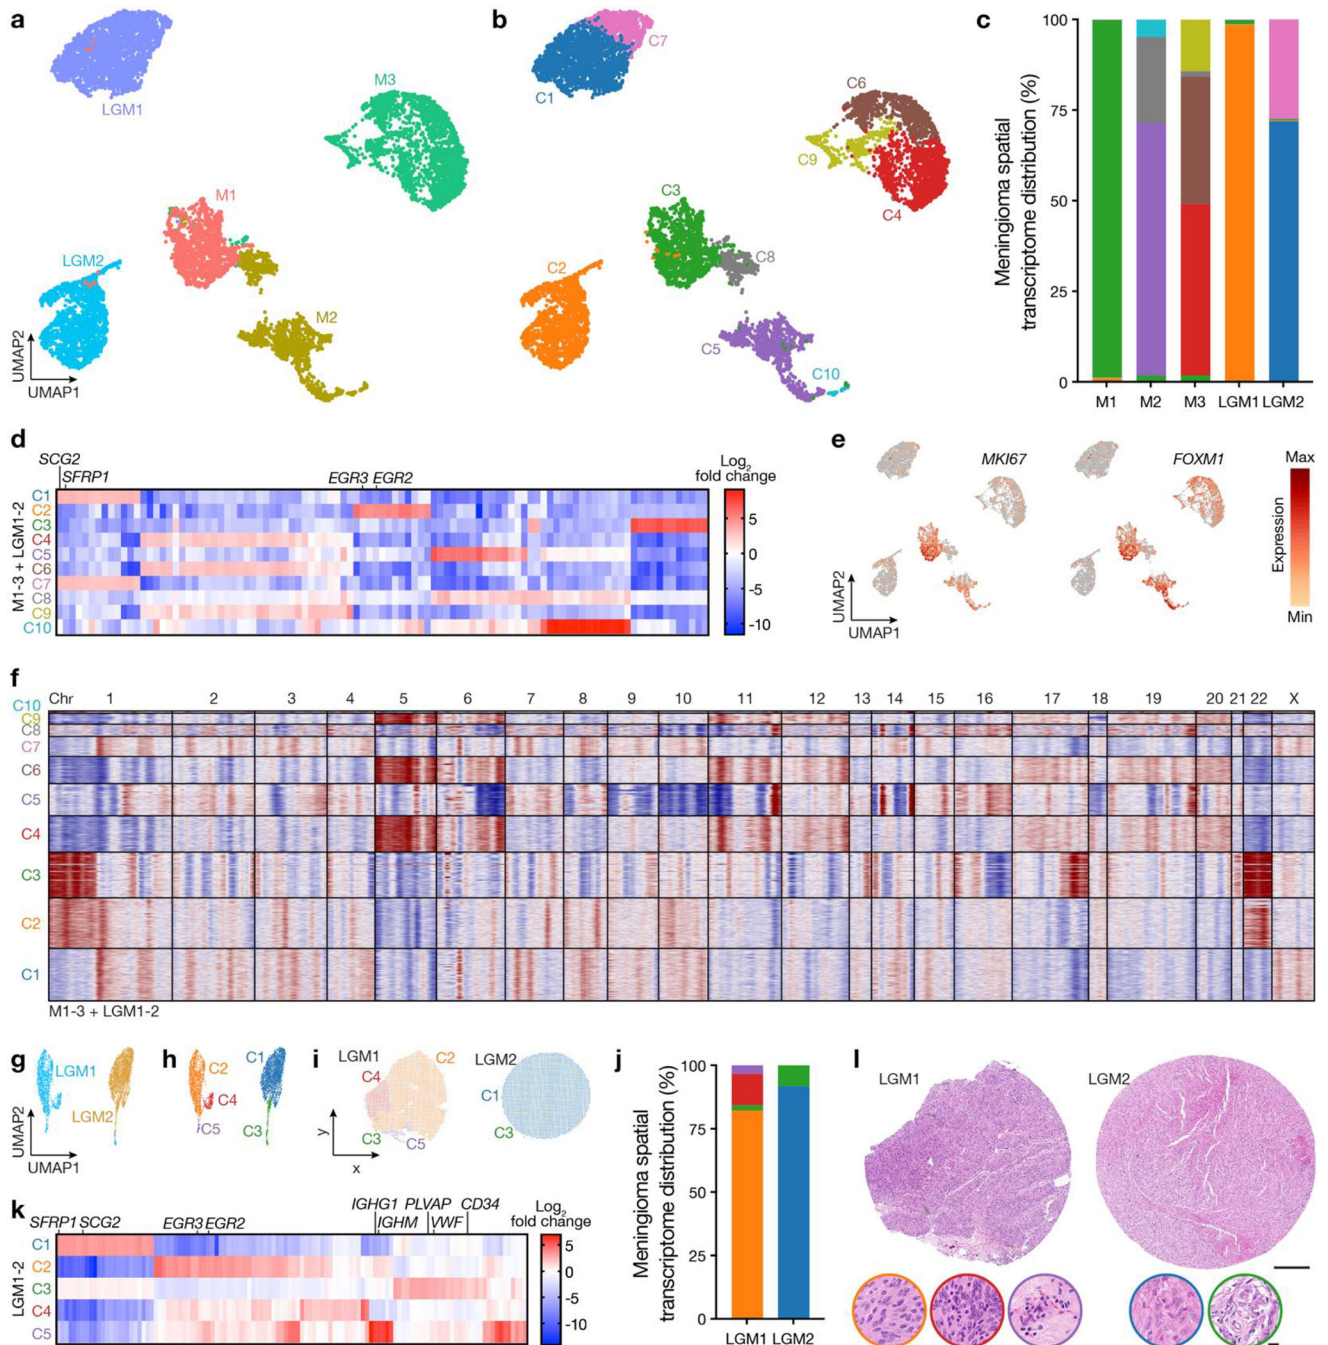 a
LGM1
M3
M1
LGM2
M2
UMAP2
UMAP1
b
C7
C1
C6
C9
C4
C3
C8
C2
C5
C10
c
Meningioma spatial
transcriptome distribution (%)
100
75
50
25
0
M1 M2 M3 LGM1 LGM2
d
SCG2
SFRP1
EGR3 EGR2
Log2
fold change
M1-3 + LGM1-2
C1
C2
C3
C4
C5
C6
C7
C8
C9
C10
5
0
-5
-10
e
MKI67
FOXM1
UMAP2
UMAP1
Max
Expression
Min
f
Chr 1 2 3 4 5 6 7 8 9 10 11 12 13 14 15 16 17 18 19 20 21 22 X
C10
C9
C8
C7
C6
C5
C4
C3
C2
C1
M1-3 + LGM1-2
g
LGM1
LGM2
UMAP2
UMAP1
h
C2
C1
C4
C5
C3
i
LGM1
C2
C4
C3
C5
LGM2
C1
C3
y
x
j
Meningioma spatial
transcriptome distribution (%)
100
75
50
25
0
LGM1 LGM2
k
IGHG1 PLVAP CD34
SFRP1 SCG2 EGR3 EGR2 IGHM VWF
Log2
fold change
LGM1-2
C1
C2
C3
C4
C5
5
0
-5
-10
l
LGM1
LGM2